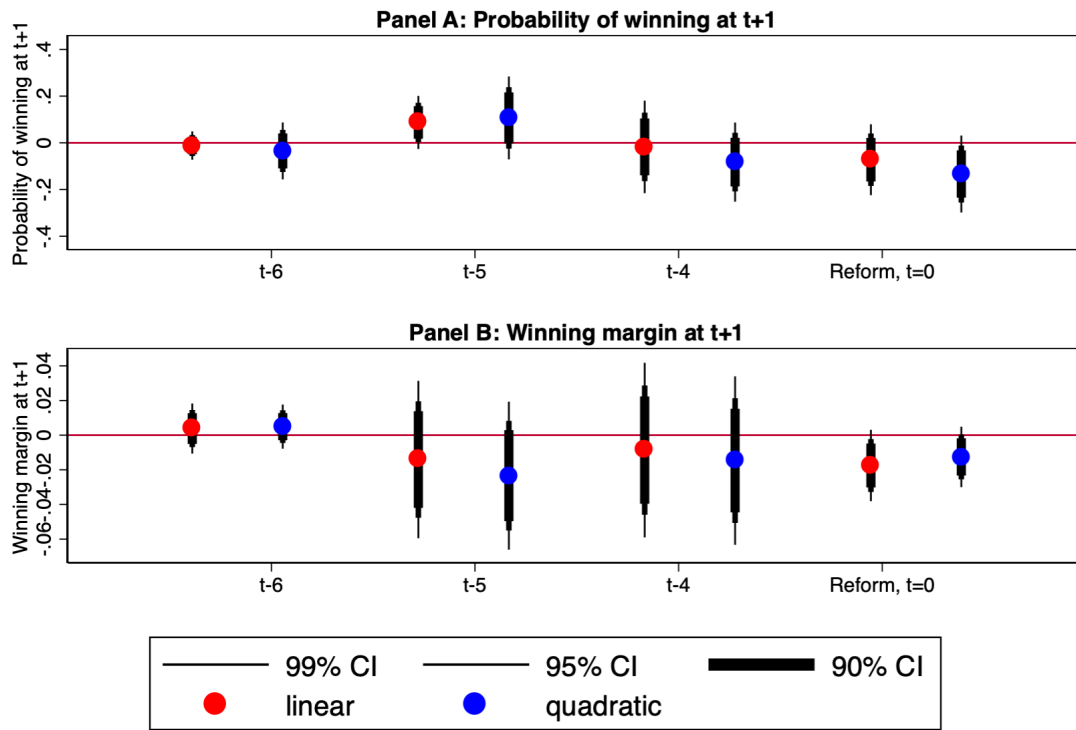 Panel A: Probability of winning at t+1
Probability of winning at t+1
.4
.2
0
-.2
-.4
t-6 t-5 t-4 Reform, t=0
Panel B: Winning margin at t+1
Winning margin at t+1
.04
.02
0
-.02
-.04
-.06
t-6 t-5 t-4 Reform, t=0
99% CI 95% CI 90% CI
linear quadratic